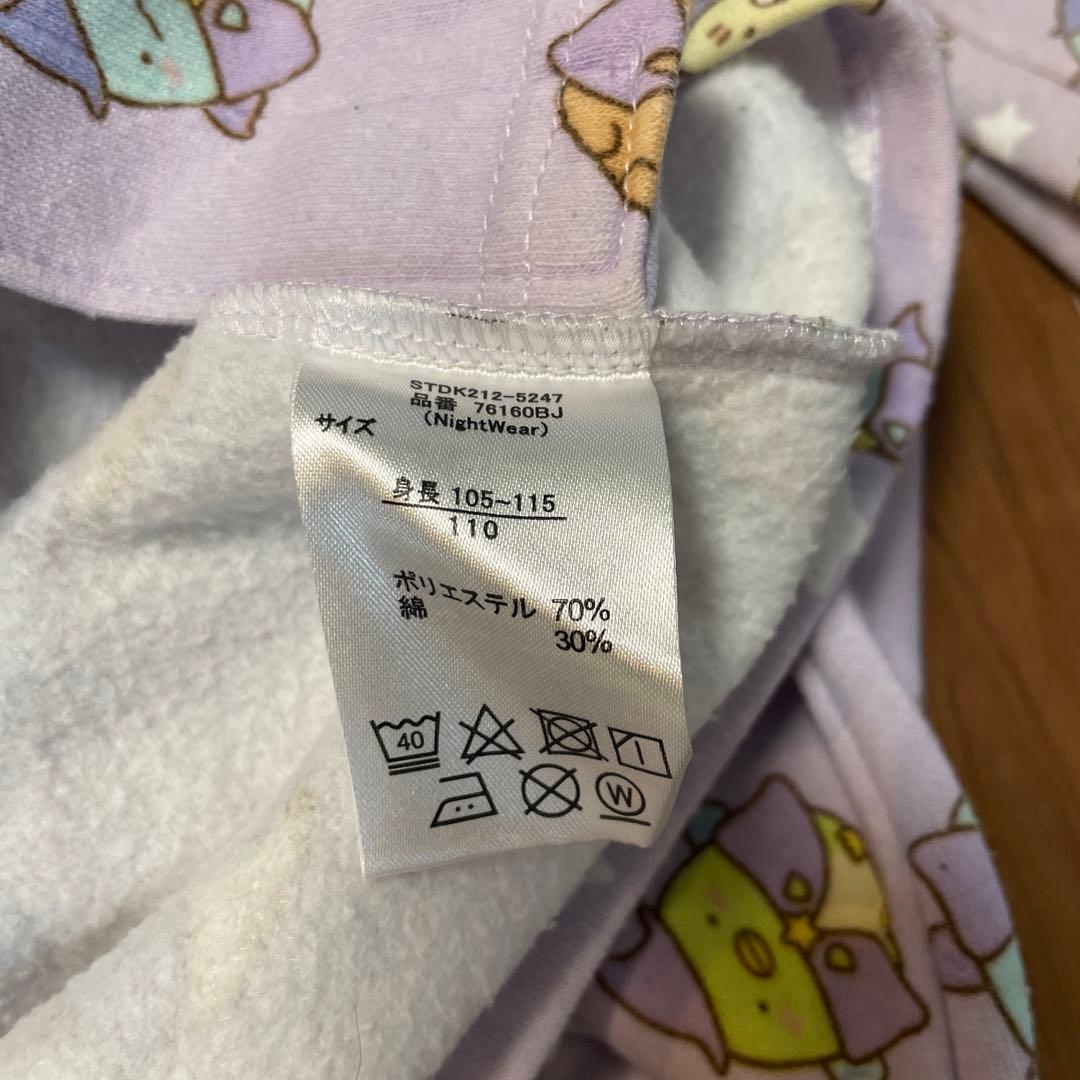 STDK212-5247
品番 76160BJ
(NightWear)
サイズ
身長 105~115
110
ポリエステル 70%
綿 30%
40
W